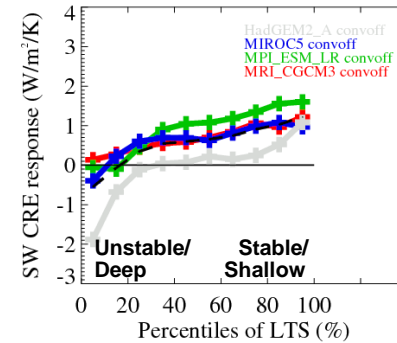 HadGEM2_A convoff
MIROC5 convoff
MPI_ESM_LR convoff
MRI_CGCM3 convoff
SW CRE response (W/m²/K)
4
3
2
1
0
-1
-2
-3
-4
Unstable/
Deep
Stable/
Shallow
0 20 40 60 80 100
Percentiles of LTS (%)